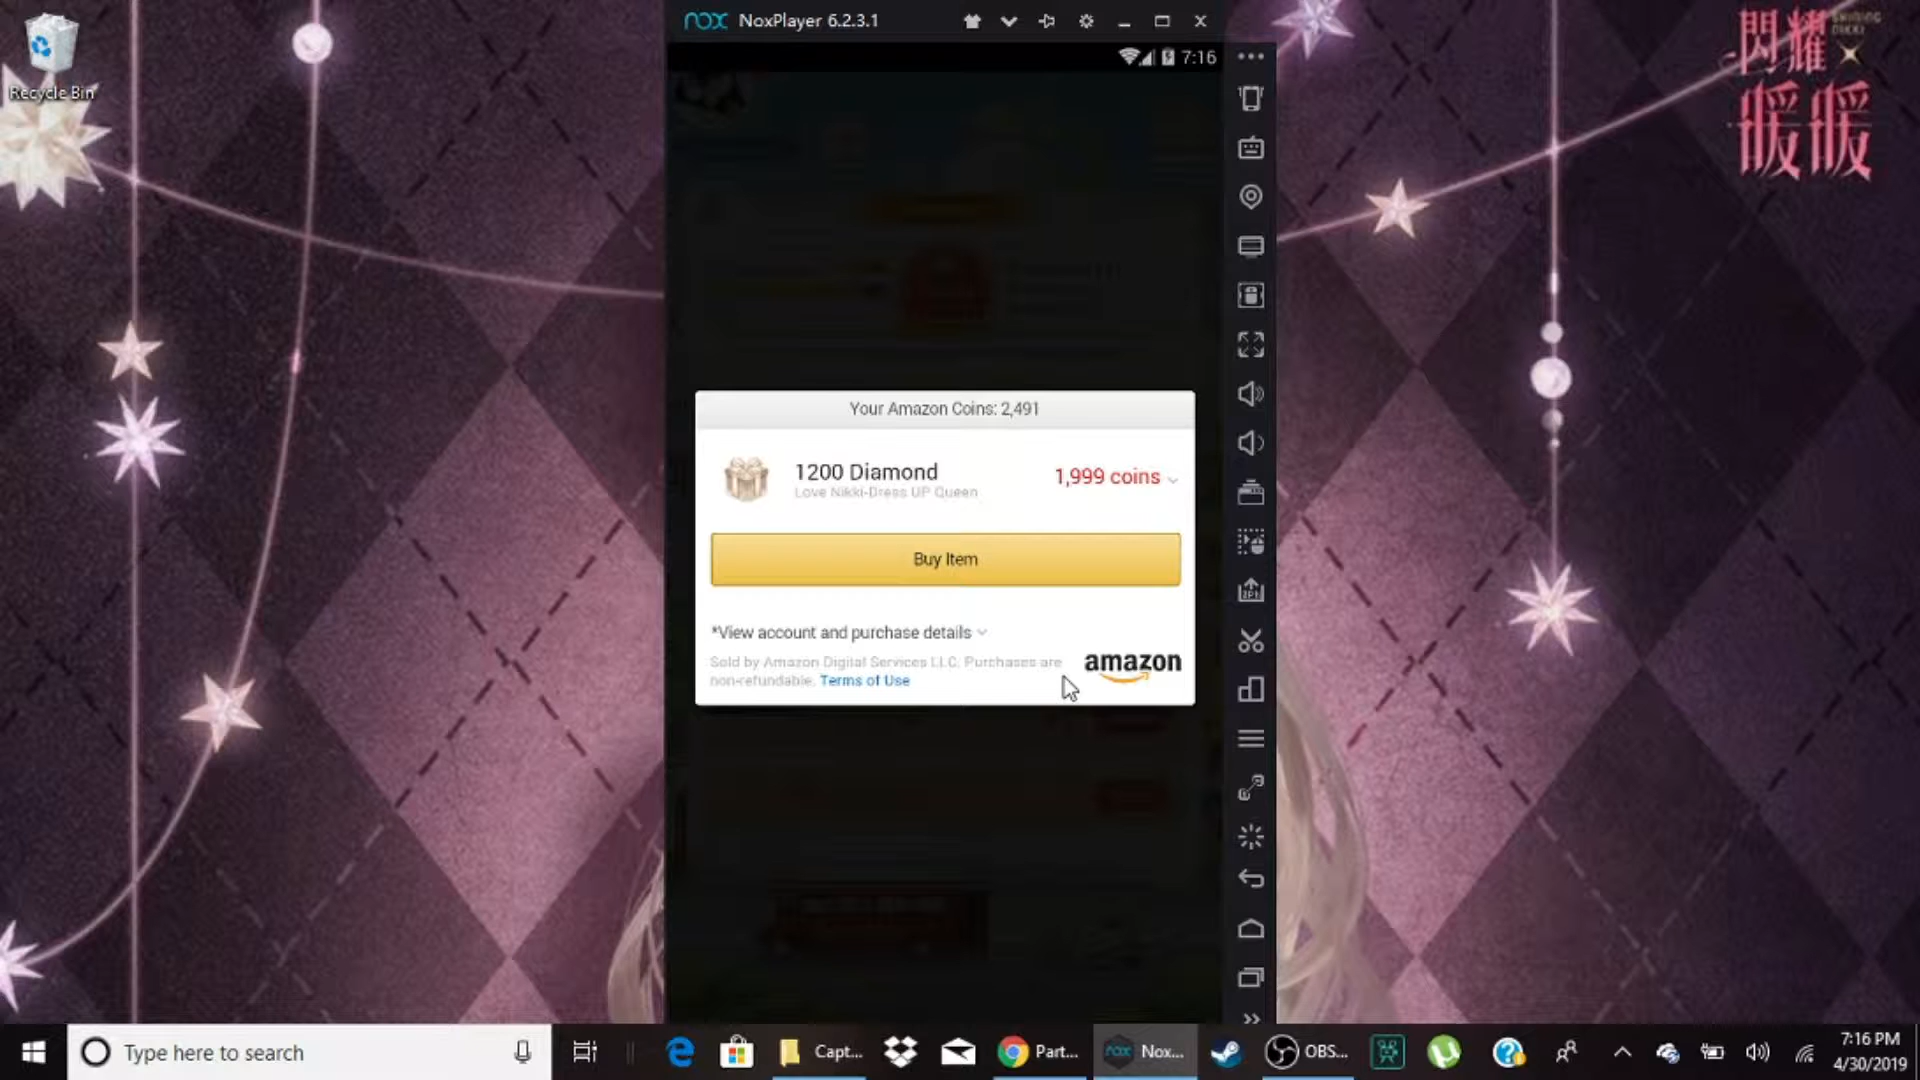 Recycle Bin
nox NoxPlayer 6.2.3.1
7:16
SHINING
NIKKI
閃耀
暖暖
Your Amazon Coins: 2,491
1200 Diamond
1,999 coins
Love Nikki-Dress UP Queen
Buy Item
*View account and purchase details
Sold by Amazon Digital Services LLC. Purchases are
non-refundable. Terms of Use
amazon
Type here to search
Capt...
Part...
Nox...
OBS...
7:16 PM
4/30/2019